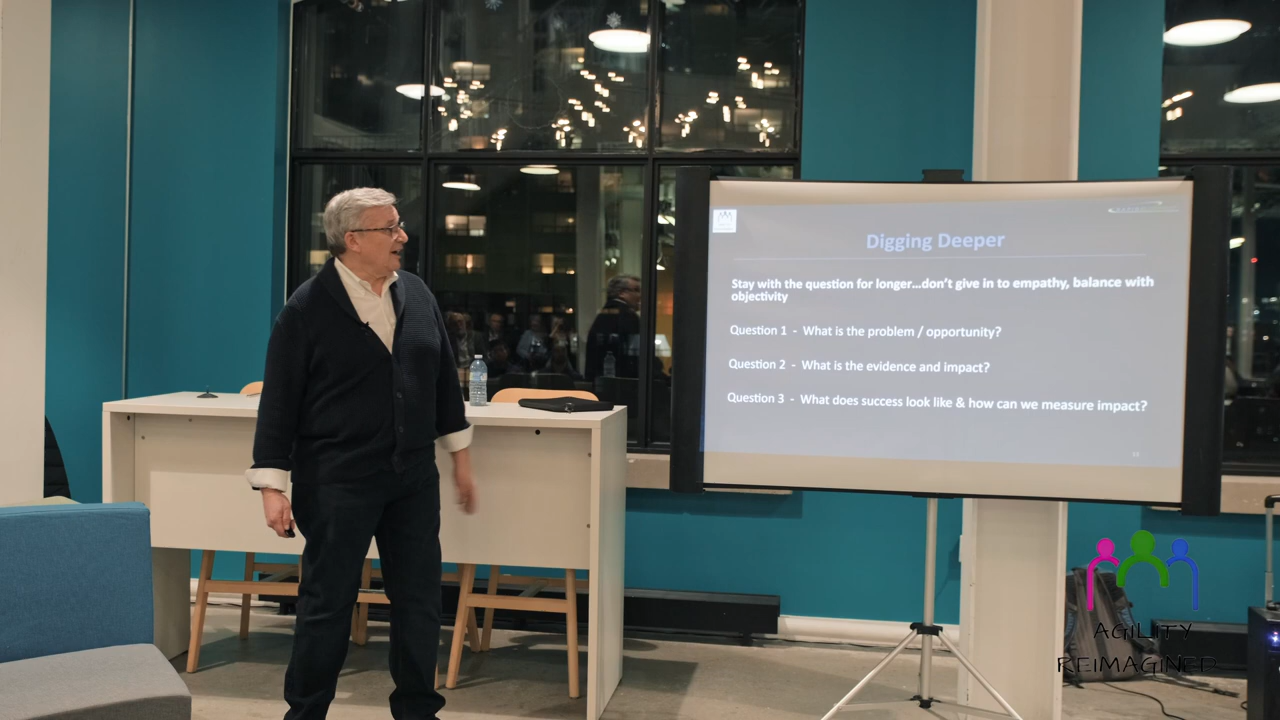 Digging Deeper
Stay with the question for longer...don't give in to empathy, balance with
objectivity
Question 1 - What is the problem / opportunity?
Question 2 - What is the evidence and impact?
Question 3 - What does success look like & how can we measure impact?
AGiLiTY
REiMAGiNED